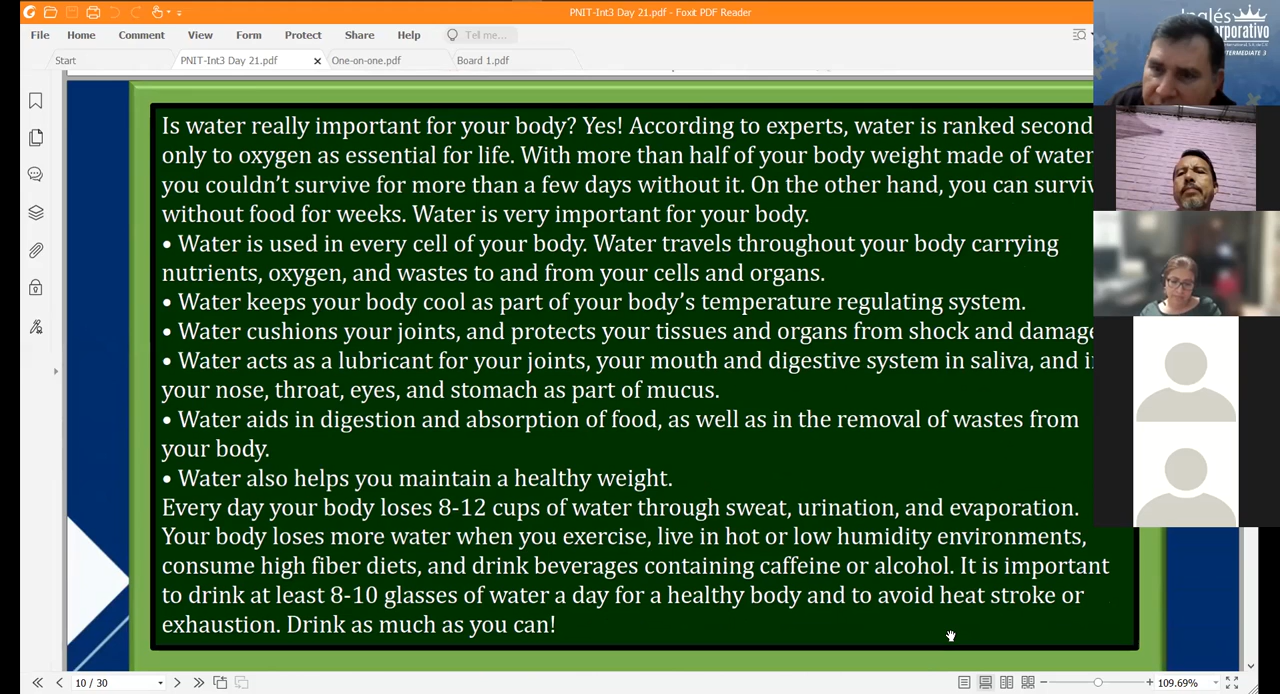 PNIT-Int3 Day 21.pdf - Foxit PDF Reader
File Home Comment View Form Protect Share Help Tell me...
Start PNIT-Int3 Day 21.pdf One-on-one.pdf Board 1.pdf
Inglés
INTERMEDIATE 3
Is water really important for your body? Yes! According to experts, water is ranked second
only to oxygen as essential for life. With more than half of your body weight made of water
you couldn't survive for more than a few days without it. On the other hand, you can surviv
without food for weeks. Water is very important for your body.
• Water is used in every cell of your body. Water travels throughout your body carrying
nutrients, oxygen, and wastes to and from your cells and organs.
• Water keeps your body cool as part of your body's temperature regulating system.
• Water cushions your joints, and protects your tissues and organs from shock and damage
• Water acts as a lubricant for your joints, your mouth and digestive system in saliva, and i
your nose, throat, eyes, and stomach as part of mucus.
• Water aids in digestion and absorption of food, as well as in the removal of wastes from
your body.
• Water also helps you maintain a healthy weight.
Every day your body loses 8-12 cups of water through sweat, urination, and evaporation.
Your body loses more water when you exercise, live in hot or low humidity environments,
consume high fiber diets, and drink beverages containing caffeine or alcohol. It is important
to drink at least 8-10 glasses of water a day for a healthy body and to avoid heat stroke or
exhaustion. Drink as much as you can!
10 / 30 109.69%